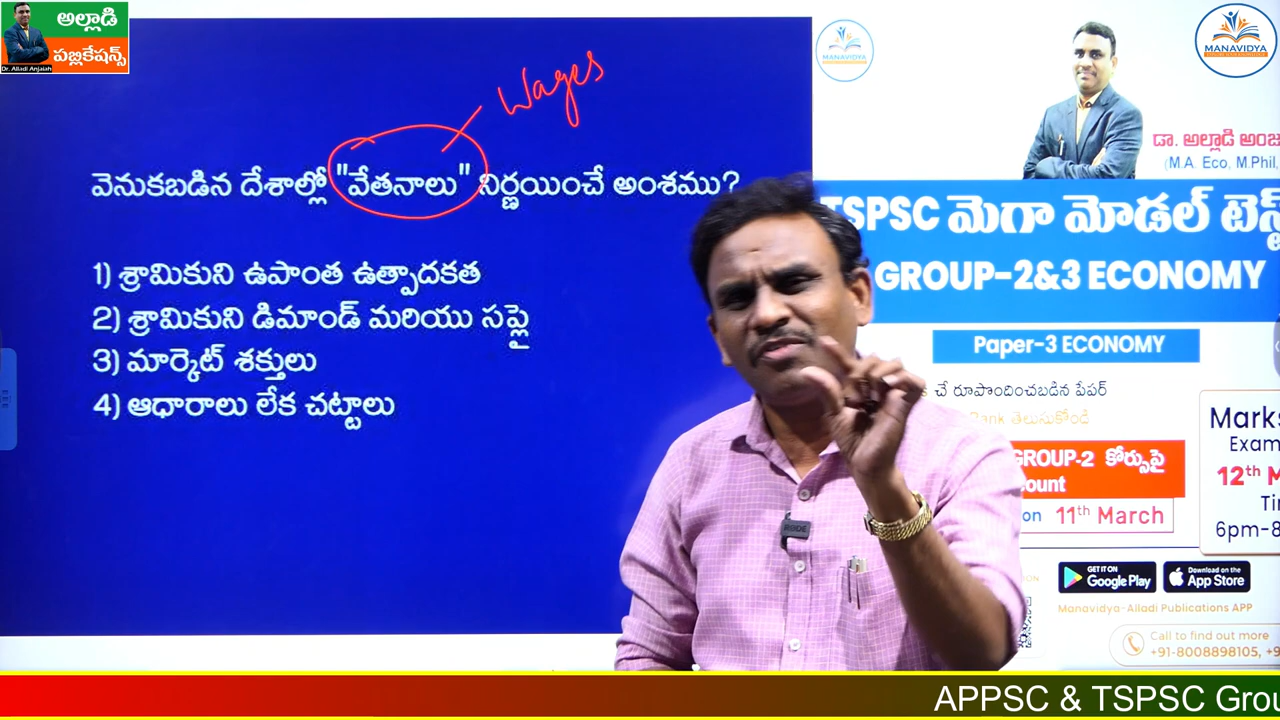 అల్లాడి
పబ్లికేషన్స్
Dr. Alladi Anjaiah
Wages
వెనుకబడిన దేశాల్లో "వేతనాలు" నిర్ణయించే అంశము?
1) శ్రామికుని ఉపాంత ఉత్పాదకత
2) శ్రామికుని డిమాండ్ మరియు సప్లై
3) మార్కెట్ శక్తులు
4) ఆధారాలు లేక చట్టాలు
MANAVIDYA
MANAVIDYA
డా. అల్లాడి
(M.A. Eco, M.Phil,
TSPSC మెగా మోడల్
GROUP-2&3 ECONOMY
Paper-3 ECONOMY
చే రూపొందించబడిన పేపర్
Rank తెలుసుకోండి
GROUP-2 కోర్సుపై
on 11th March
Marks
Exam
12th
6pm-8
GET IT ON
Google Play
Download on the
App Store
Manavidya-Alladi Publications APP
Call to find out more
+91-8008898105,
APPSC & TSPSC